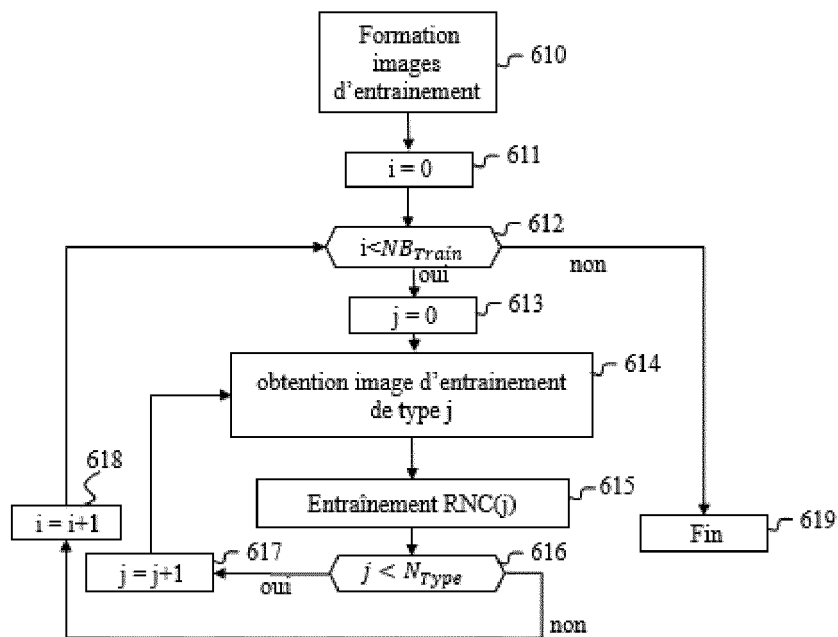 Formation
images
d'entrainement
610
i = 0
611
i<NB_Train
612
oui
non
j = 0
613
obtention image d'entrainement
de type j
614
Entraînement RNC(j)
615
618
i = i+1
j = j+1
617
oui
j < N_Type
616
non
Fin
619